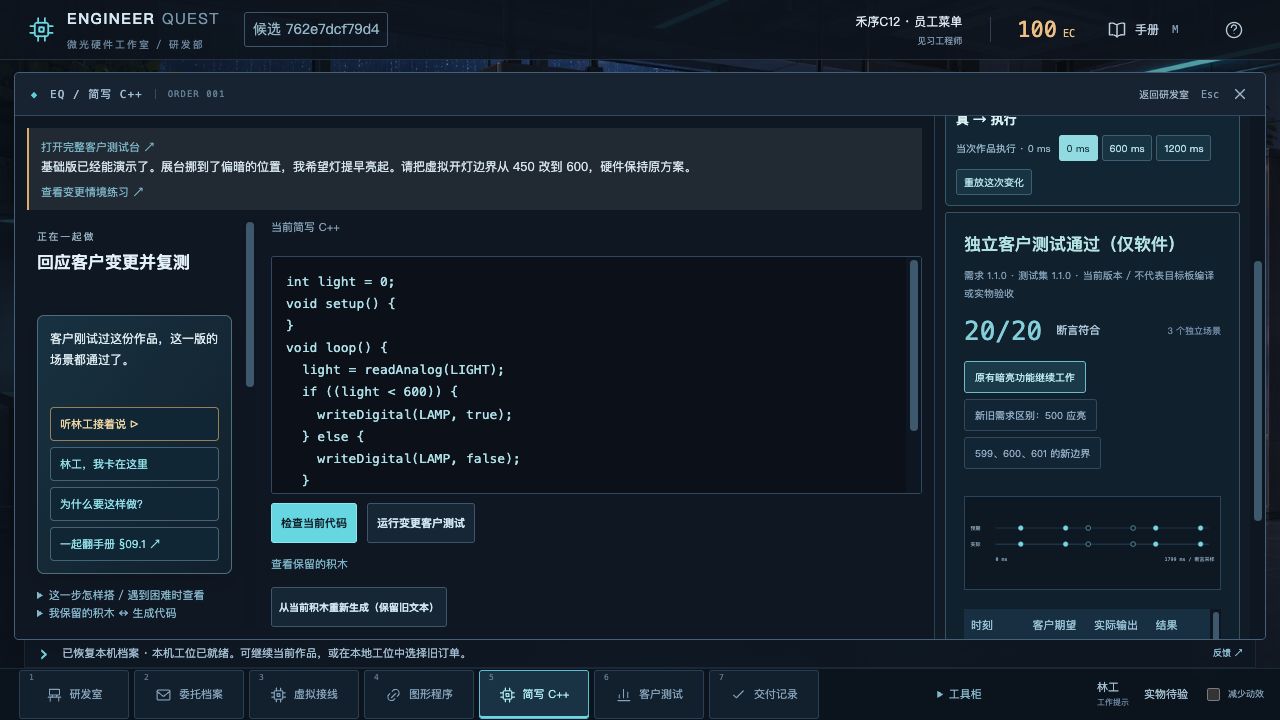 ENGINEER QUEST
微光硬件工作室 / 研发部
候选 762e7dcf79d4
禾序C12 · 员工菜单
见习工程师
100 EC
手册 M
EQ / 简写 C++
ORDER 001
返回研发室 Esc
打开完整客户测试台 ↗
基础版已经能演示了。展台挪到了偏暗的位置，我希望灯提早亮起。请把虚拟开灯边界从 450 改到 600，硬件保持原方案。
查看变更情境练习 ↗
正在一起做
回应客户变更并复测
客户刚试过这份作品，这一版的
场景都通过了。
听林工接着说 ▷
林工，我卡在这里
为什么要这样做？
一起翻手册 §09.1 ↗
▶ 这一步怎样搭 / 遇到困难时查看
▶ 我保留的积木 ↔ 生成代码
当前简写 C++
int light = 0;
void setup() {
}
void loop() {
light = readAnalog(LIGHT);
if ((light < 600)) {
writeDigital(LAMP, true);
} else {
writeDigital(LAMP, false);
}
检查当前代码
运行变更客户测试
查看保留的积木
从当前积木重新生成（保留旧文本）
真 → 执行
当次作品执行 · 0 ms
0 ms
600 ms
1200 ms
重放这次变化
独立客户测试通过（仅软件）
需求 1.1.0 · 测试集 1.1.0 · 当前版本 / 不代表目标板编译
或实物验收
20/20 断言符合
3 个独立场景
原有暗亮功能继续工作
新旧需求区别：500 应亮
599、600、601 的新边界
预期
实际
0 ms
1799 ms / 断言采样
时刻 客户期望 实际输出 结果
已恢复本机档案 · 本机工位已就绪。可继续当前作品，或在本地工位中选择旧订单。
反馈 ↗
1 研发室
2 委托档案
3 虚拟接线
4 图形程序
5 简写 C++
6 客户测试
7 交付记录
▶ 工具柜
林工
工作提示
实物待验
减少动效